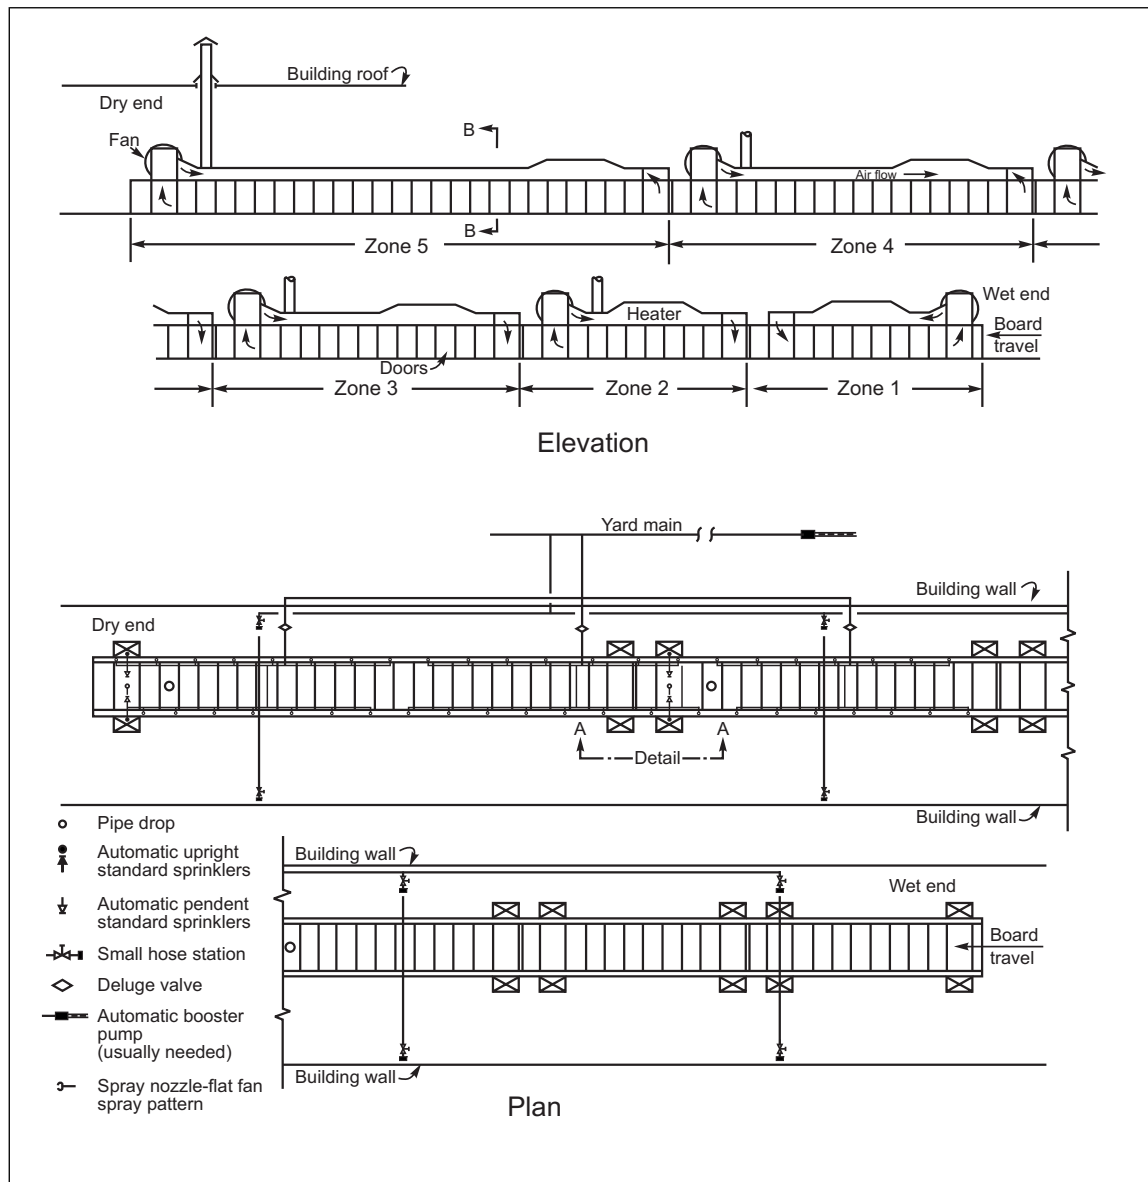 Building roof
Dry end
Fan
B
Air flow
B
Zone 5
Zone 4
Wet end
Heater
Board
travel
Doors
Zone 3
Zone 2
Zone 1
Elevation
Yard main
Building wall
Dry end
A
A
Detail
Building wall
Pipe drop
Automatic upright
standard sprinklers
Automatic pendent
standard sprinklers
Small hose station
Deluge valve
Automatic booster
pump
(usually needed)
Spray nozzle-flat fan
spray pattern
Building wall
Wet end
Board
travel
Building wall
Plan